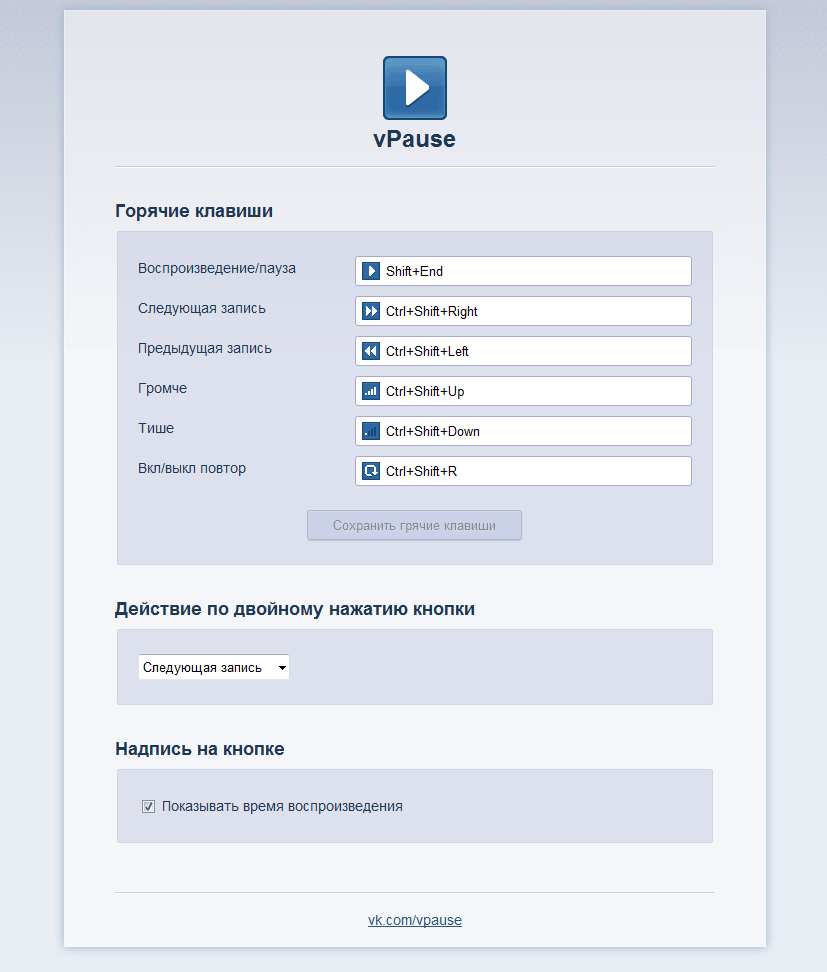 vPause
Горячие клавиши
Воспроизведение/пауза Shift+End
Следующая запись Ctrl+Shift+Right
Предыдущая запись Ctrl+Shift+Left
Громче Ctrl+Shift+Up
Тише Ctrl+Shift+Down
Вкл/выкл повтор Ctrl+Shift+R
Сохранить грячие клавиши
Действие по двойному нажатию кнопки
Следующая запись
Надпись на кнопке
Показывать время воспроизведения
vk.com/vpause